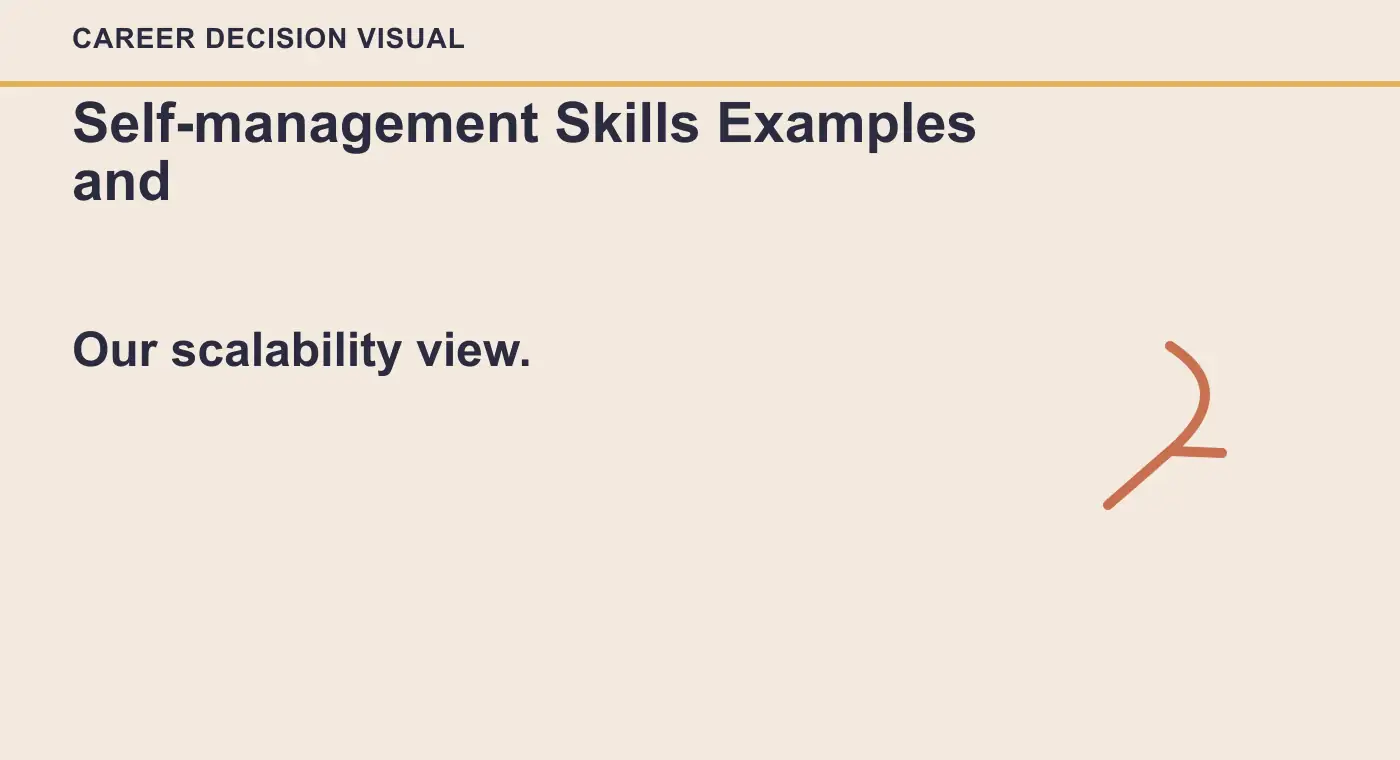 CAREER DECISION VISUAL
Self-management Skills Examples
and
Our scalability view.